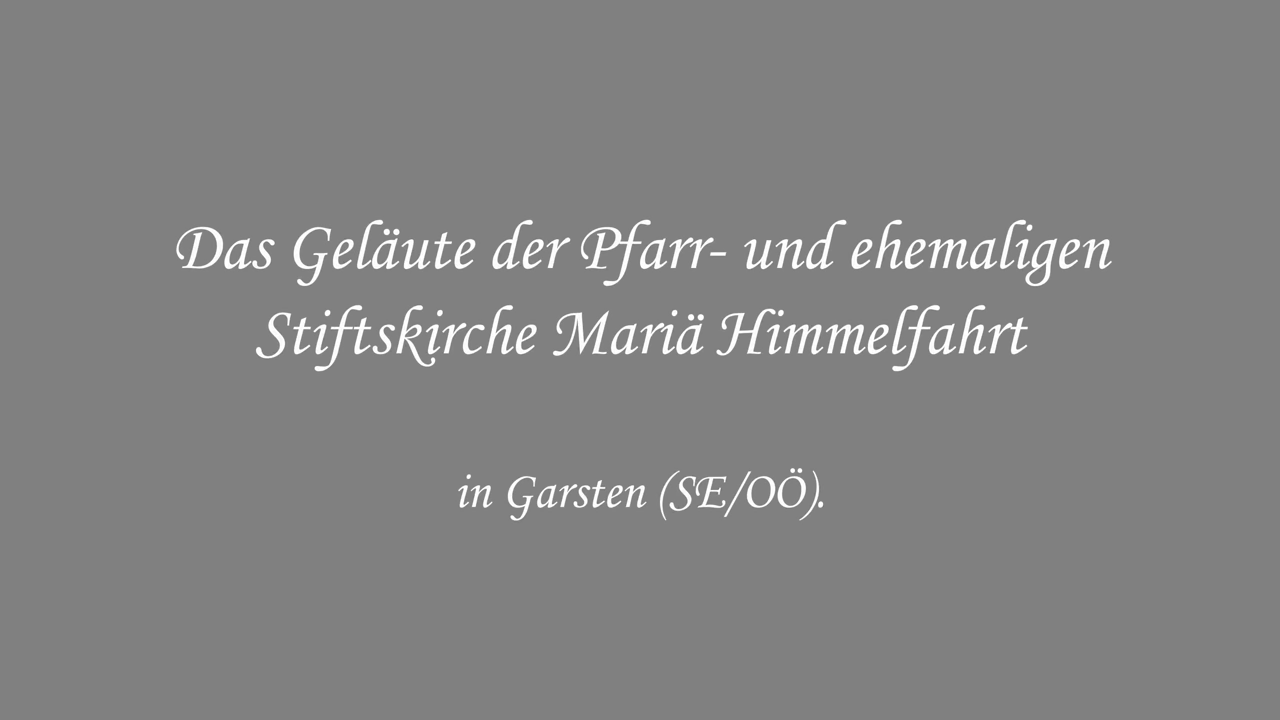 Das Geläute der Pfarr- und ehemaligen
Stiftskirche Mariä Himmelfahrt
in Garsten (SE/OÖ).